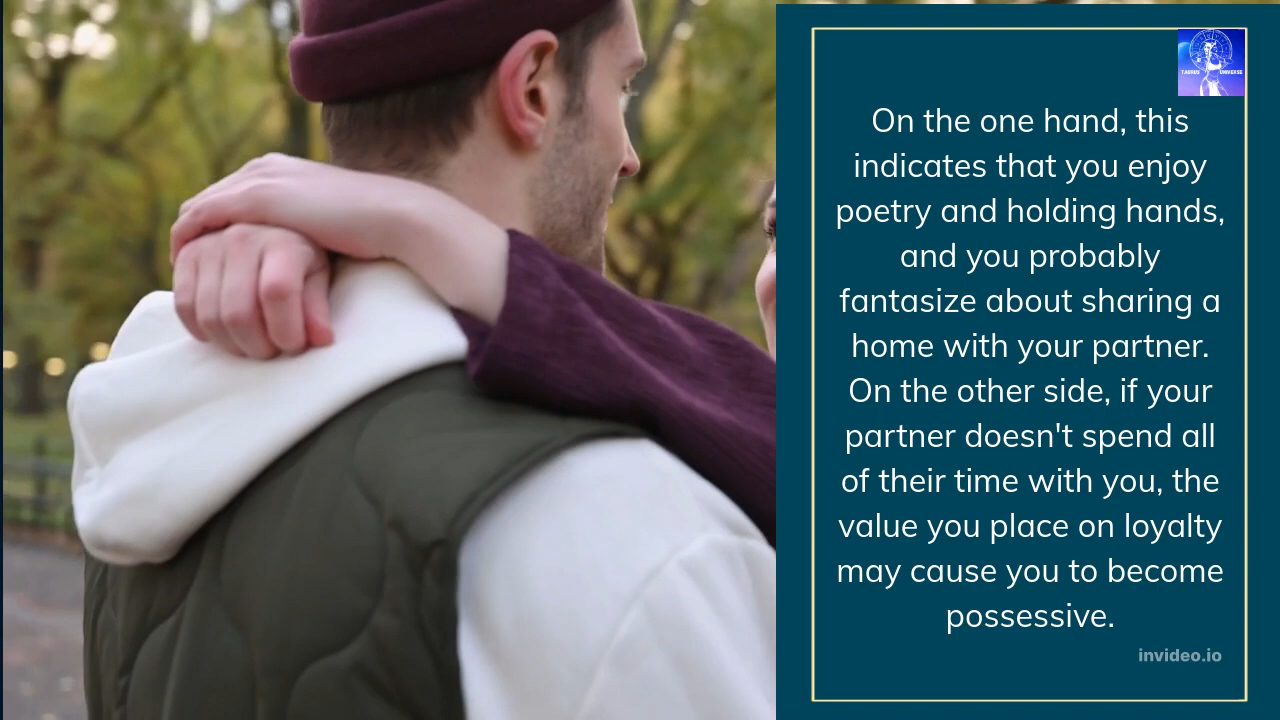 TAURUS UNIVERSE
On the one hand, this
indicates that you enjoy
poetry and holding hands,
and you probably
fantasize about sharing a
home with your partner.
On the other side, if your
partner doesn't spend all
of their time with you, the
value you place on loyalty
may cause you to become
possessive.
invideo.io